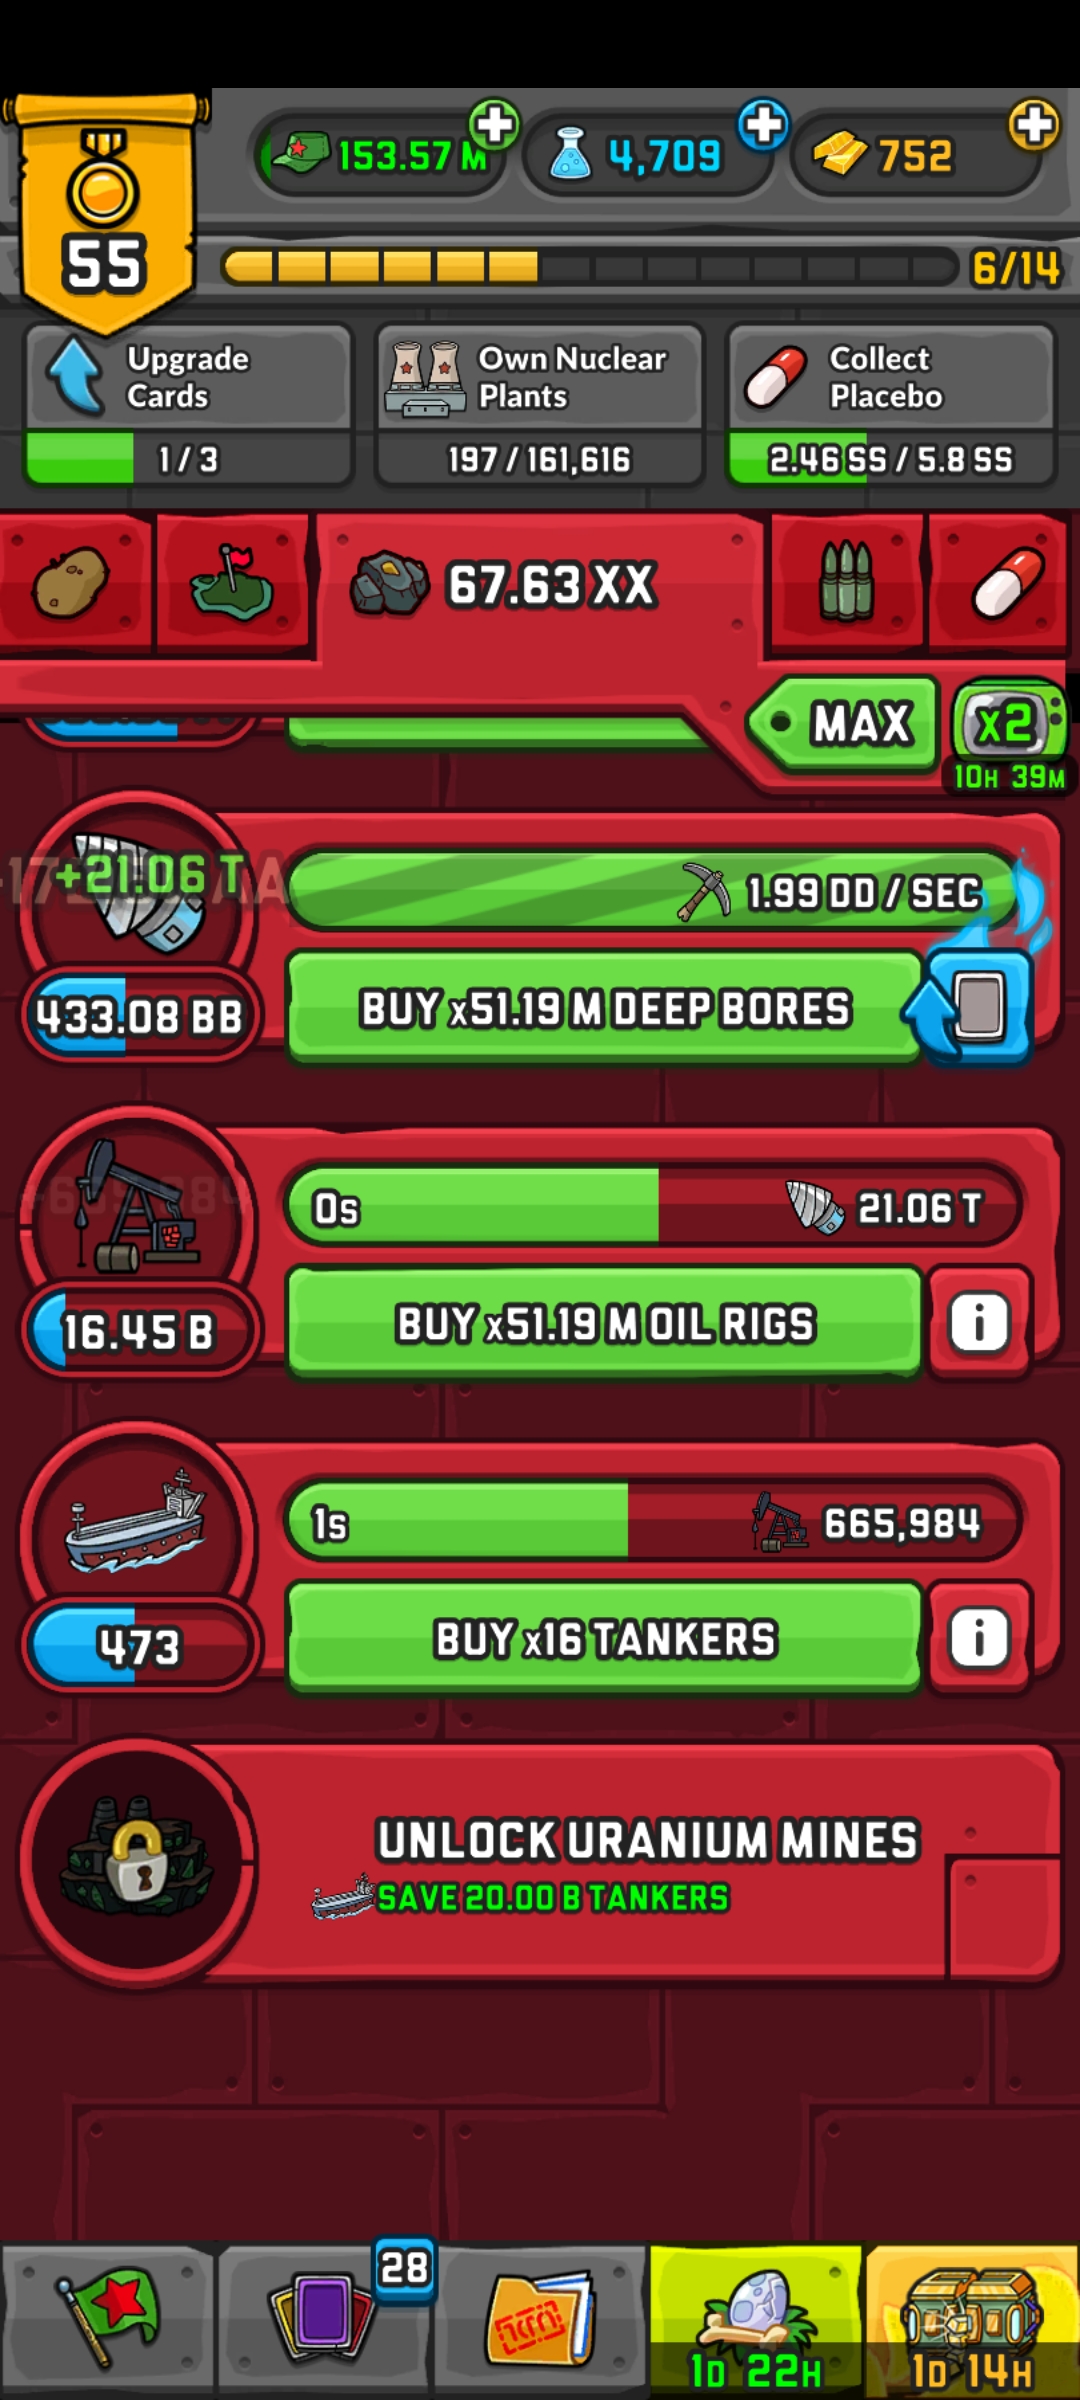 55
153.57 M
4,709
752
6/14
Upgrade
Cards
1 / 3
Own Nuclear
Plants
197 / 161,616
Collect
Placebo
2.46 SS / 5.8 SS
67.63 XX
MAX
x2
10H 39M
+21.06 T
1.99 DD / SEC
433.08 BB
BUY x51.19 M DEEP BORES
0s
21.06 T
16.45 B
BUY x51.19 M OIL RIGS
i
1s
665,984
473
BUY x16 TANKERS
i
UNLOCK URANIUM MINES
SAVE 20.00 B TANKERS
28
1D 22H
1D 14H